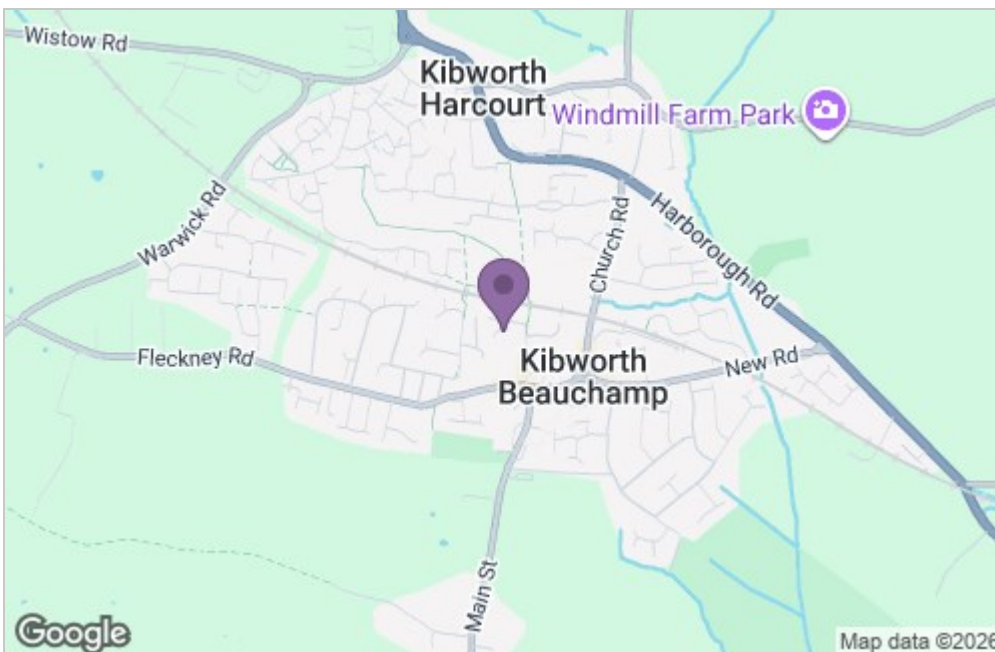 Wistow Rd
Kibworth
Harcourt
Windmill Farm Park
Warwick Rd
Church Rd
Harborough Rd
Fleckney Rd
Kibworth
Beauchamp
New Rd
Main St
Google
Map data ©2026